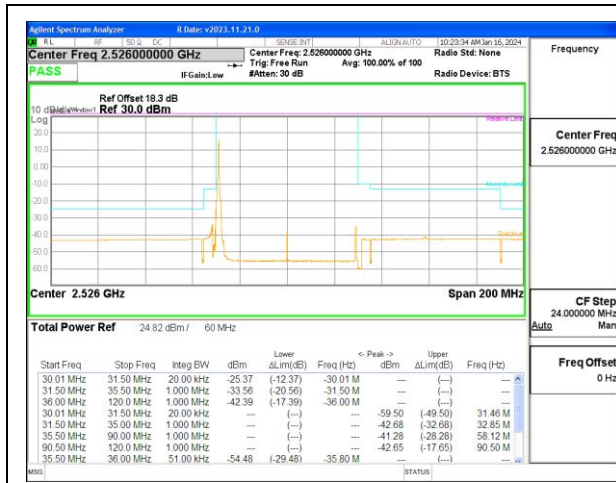 Agilent Spectrum Analyzer R Date: v2023.11.21.0
RL RF 50 Ω DC SENSE:INT ALIGN AUTO 10:23:34 AM Jan 16, 2024
Center Freq 2.526000000 GHz Center Freq: 2.526000000 GHz Radio Std: None
Trig: Free Run Avg: 100.00% of 100
PASS IFGain:Low #Atten: 30 dB Radio Device: BTS
Ref Offset 18.3 dB
Ref 30.0 dBm
Log
Relative Limit
20.0
10.0
0.00
-10.0
Absolute Limit
-20.0
-30.0
-40.0
Spectrum
-50.0
-60.0
Center 2.526 GHz Span 200 MHz
Total Power Ref 24.82 dBm / 60 MHz
Lower <- Peak -> Upper
Start Freq Stop Freq Integ BW dBm ΔLim(dB) Freq (Hz) dBm ΔLim(dB) Freq (Hz)
30.01 MHz 31.50 MHz 20.00 kHz -25.37 (-12.37) -30.01 M --- (---) ---
31.50 MHz 35.50 MHz 1.000 MHz -33.56 (-20.56) -31.50 M --- (---) ---
36.00 MHz 120.0 MHz 1.000 MHz -42.39 (-17.39) -36.00 M --- (---) ---
30.01 MHz 31.50 MHz 20.00 kHz --- (---) --- -59.50 (-49.50) 31.46 M
31.50 MHz 35.00 MHz 1.000 MHz --- (---) --- -42.68 (-32.68) 32.85 M
35.50 MHz 90.00 MHz 1.000 MHz --- (---) --- -41.28 (-28.28) 58.12 M
90.50 MHz 120.0 MHz 1.000 MHz --- (---) --- -42.65 (-17.65) 90.50 M
35.50 MHz 36.00 MHz 51.00 kHz -54.48 (-29.48) -35.80 M --- (---) ---
MSG STATUS
Frequency
Center Freq
2.526000000 GHz
CF Step
24.000000 MHz
Auto Man
Freq Offset
0 Hz